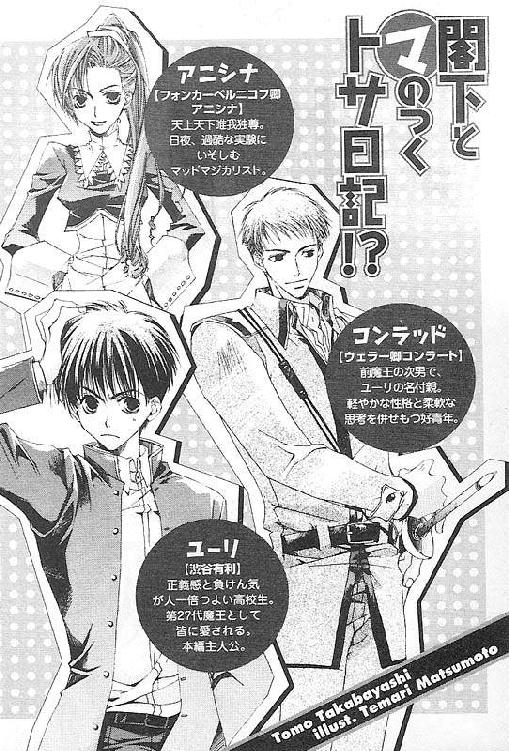 閣下と
マのつく
トサ日記!?
アニシナ
【フォンカーベルニコフ卿
アニシナ】
天上天下唯我独尊。
日夜、過酷な実験に
いそしむ
マッドマジカリスト。
コンラッド
【ウェラー卿コンラート】
前魔王の次男で、
ユーリの名付親。
軽やかな性格と柔軟な
思考を併せもつ好青年。
ユーリ
【渋谷有利】
正義感と負けん気
が人一倍つよい高校生。
第27代魔王として
皆に愛される。
本編主人公。
Tomo Takabayashi
illust. Temari Matsumoto